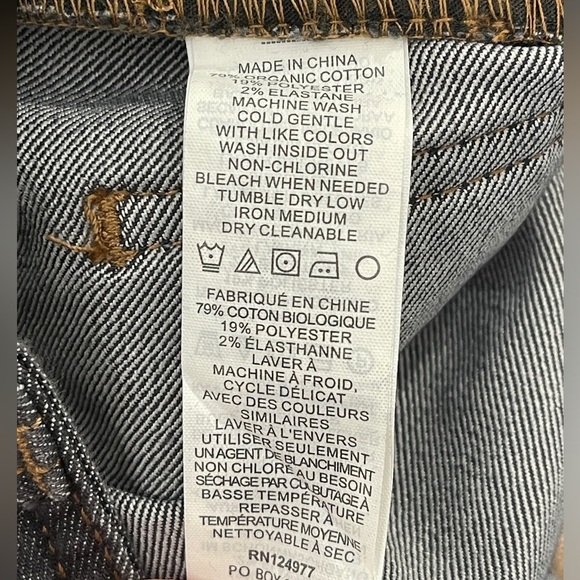 MADE IN CHINA
79% ORGANIC COTTON
19% POLYESTER
2% ELASTANE
MACHINE WASH
COLD GENTLE
WITH LIKE COLORS
WASH INSIDE OUT
NON-CHLORINE
BLEACH WHEN NEEDED
TUMBLE DRY LOW
IRON MEDIUM
DRY CLEANABLE
FABRIQUÉ EN CHINE
79% COTON BIOLOGIQUE
19% POLYESTER
2% ÉLASTHANNE
LAVER À
MACHINE À FROID,
CYCLE DÉLICAT
AVEC DES COULEURS
SIMILAIRES
LAVER À L'ENVERS
UTILISER SEULEMENT
UN AGENT DE BLANCHIMENT
NON CHLORÉ AU BESOIN
SÉCHAGE PAR CULBUTAGE À
BASSE TEMPÉRATURE
REPASSER À
TEMPÉRATURE MOYENNE
NETTOYABLE À SEC
RN124977
PO BOX